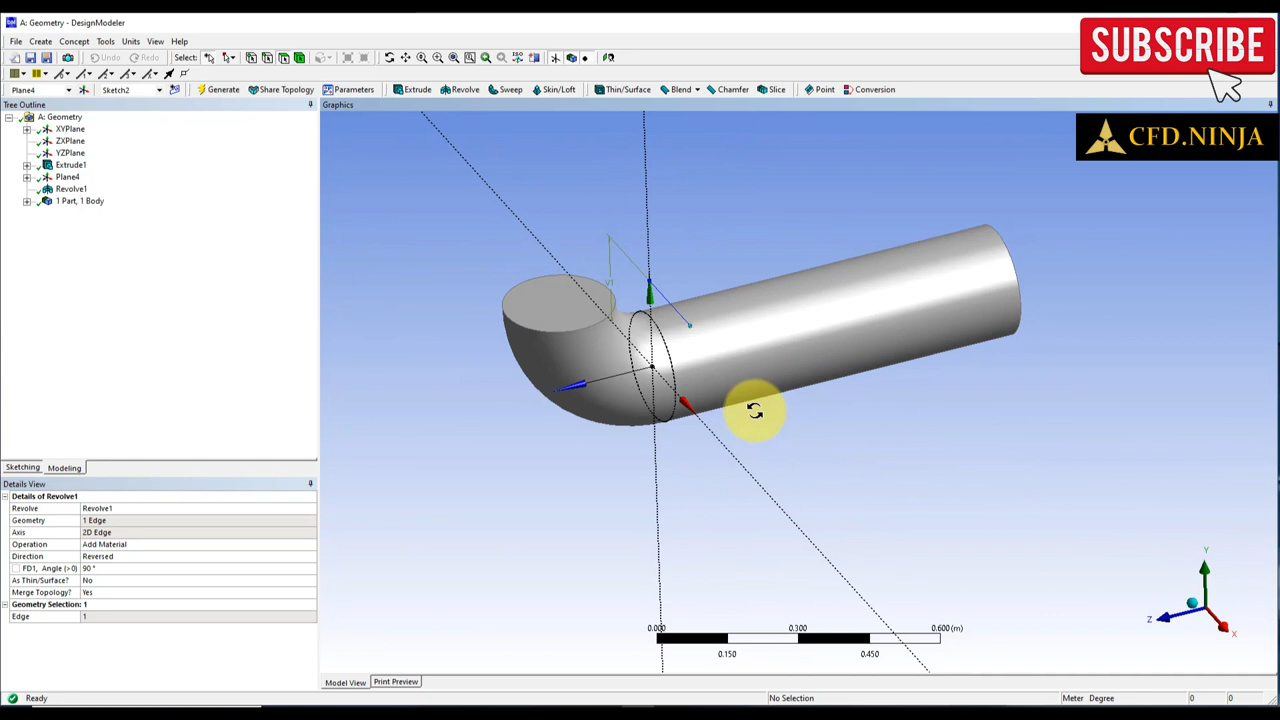 A: Geometry - DesignModeler
SUBSCRIBE
File Create Concept Tools Units View Help
Undo Redo Select: ISO
Plane4 Sketch2 Generate Share Topology Parameters Extrude Revolve Sweep Skin/Loft Thin/Surface Blend Chamfer Slice Point Conversion
Tree Outline
Graphics
CFD.NINJA
A: Geometry
XYPlane
ZXPlane
YZPlane
Extrude1
Plane4
Revolve1
1 Part, 1 Body
V1
Sketching Modeling
Details View
Details of Revolve1
Revolve Revolve1
Geometry 1 Edge
Axis 2D Edge
Operation Add Material
Direction Reversed
FD1, Angle (>0) 90 °
As Thin/Surface? No
Merge Topology? Yes
Geometry Selection: 1
Edge 1
Y
Z
X
0.000 0.300 0.600 (m)
0.150 0.450
Model View Print Preview
Ready No Selection Meter Degree 0 0